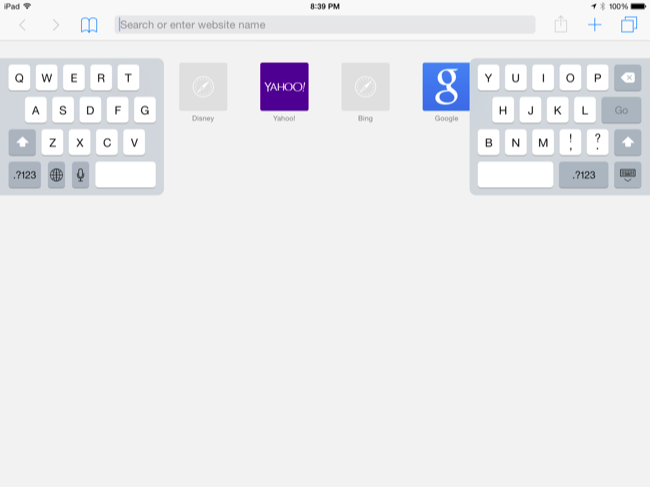 iPad 8:39 PM 100%
Search or enter website name
Q W E R T YAHOO! g Y U I O P
A S D F G H J K L Go
Disney Yahoo! Bing Google
Z X C V B N M ! , ? .
.?123 .?123